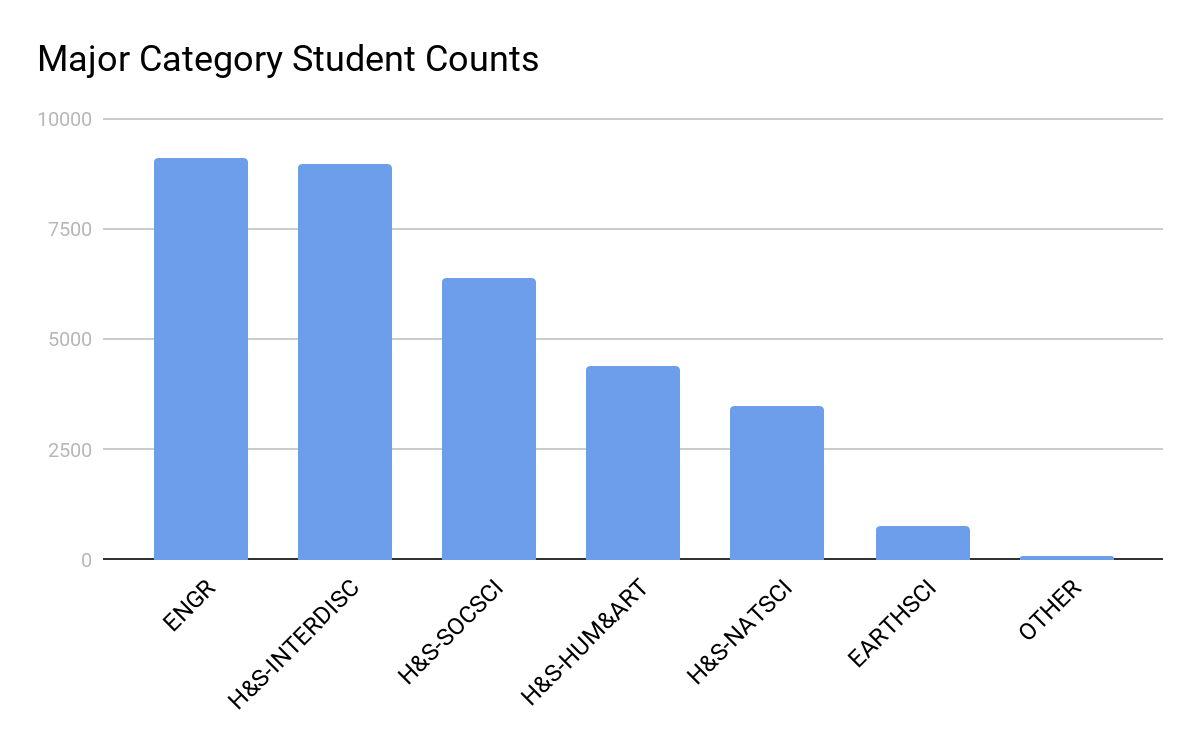 Major Category Student Counts
10000
7500
5000
2500
0
ENGR
H&S-INTERDISC
H&S-SOCSCI
H&S-HUM&ART
H&S-NATSCI
EARTHSCI
OTHER